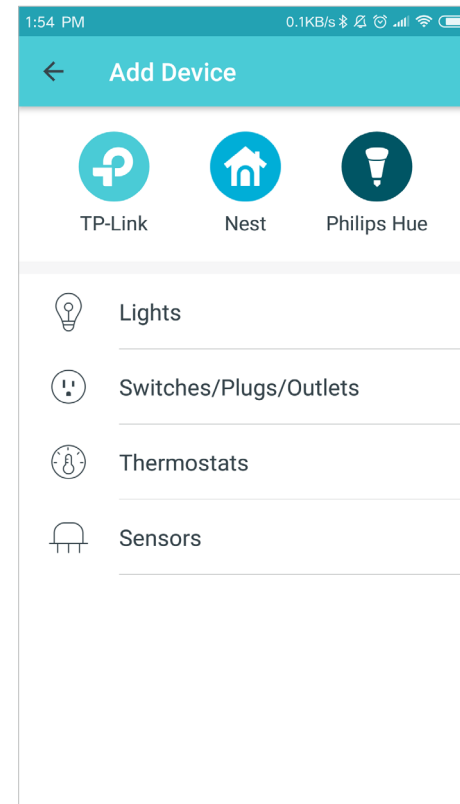 1:54 PM 0.1KB/s
Add Device
TP-Link Nest Philips Hue
Lights
Switches/Plugs/Outlets
Thermostats
Sensors